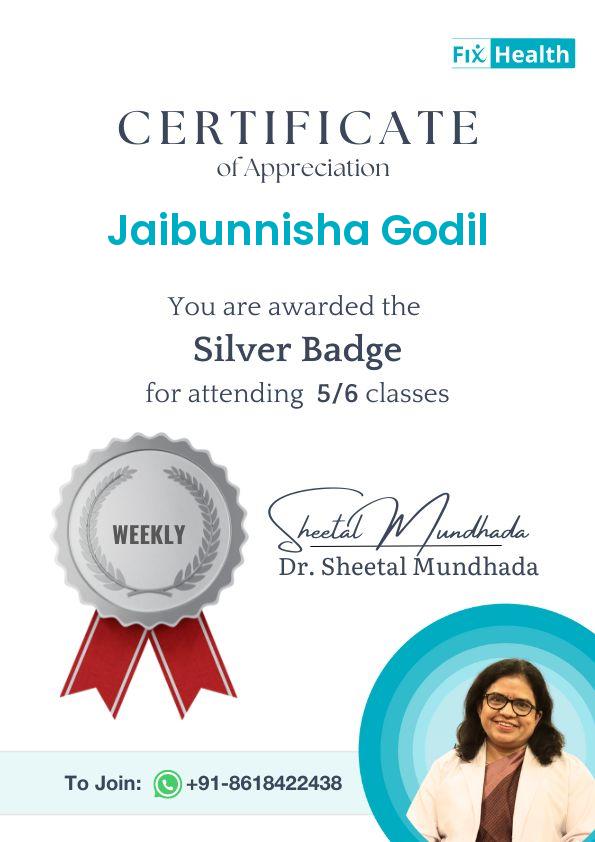 Fix Health
CERTIFICATE
of Appreciation
Jaibunnisha Godil
You are awarded the
Silver Badge
for attending 5/6 classes
WEEKLY
Sheetal Mundhada
Dr. Sheetal Mundhada
To Join: +91-8618422438